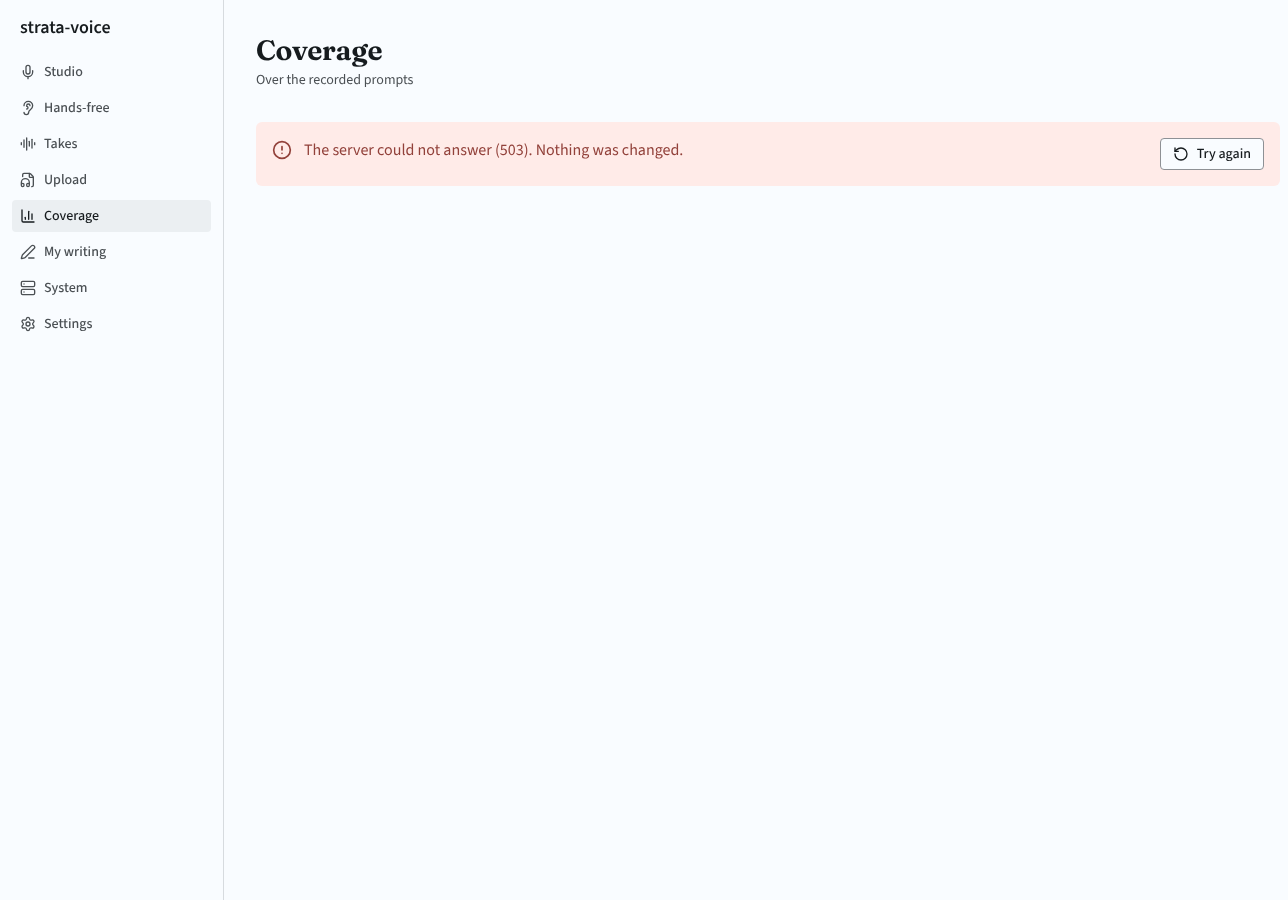 strata-voice
Studio
Hands-free
Takes
Upload
Coverage
My writing
System
Settings
Coverage
Over the recorded prompts
The server could not answer (503). Nothing was changed.
Try again